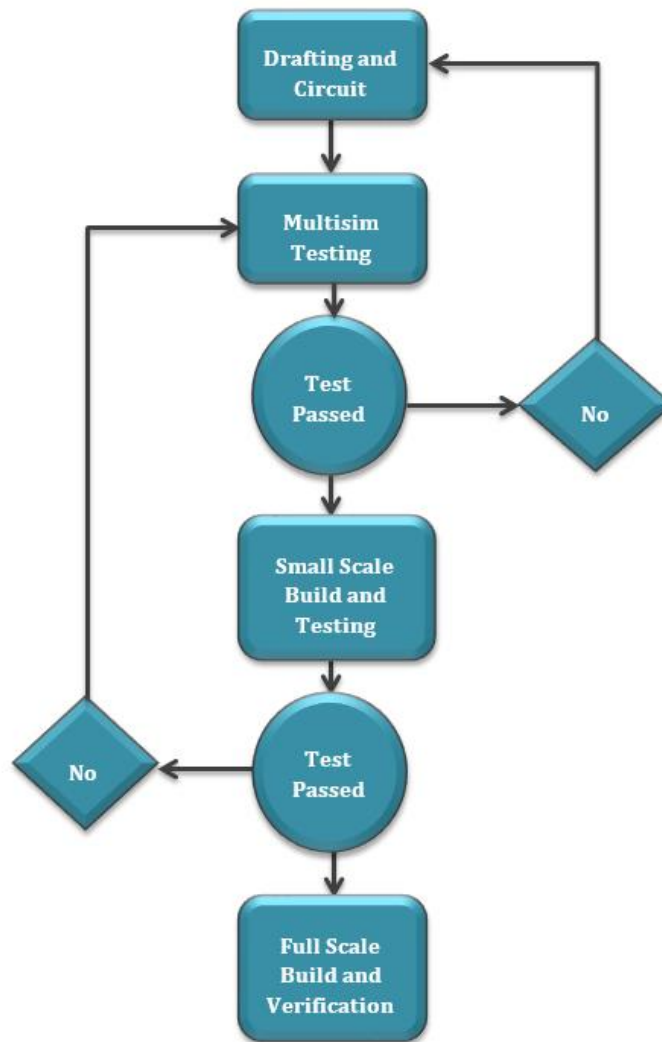 Drafting and
Circuit
Multisim
Testing
Test
Passed
No
Small Scale
Build and
Testing
Test
Passed
No
Full Scale
Build and
Verification